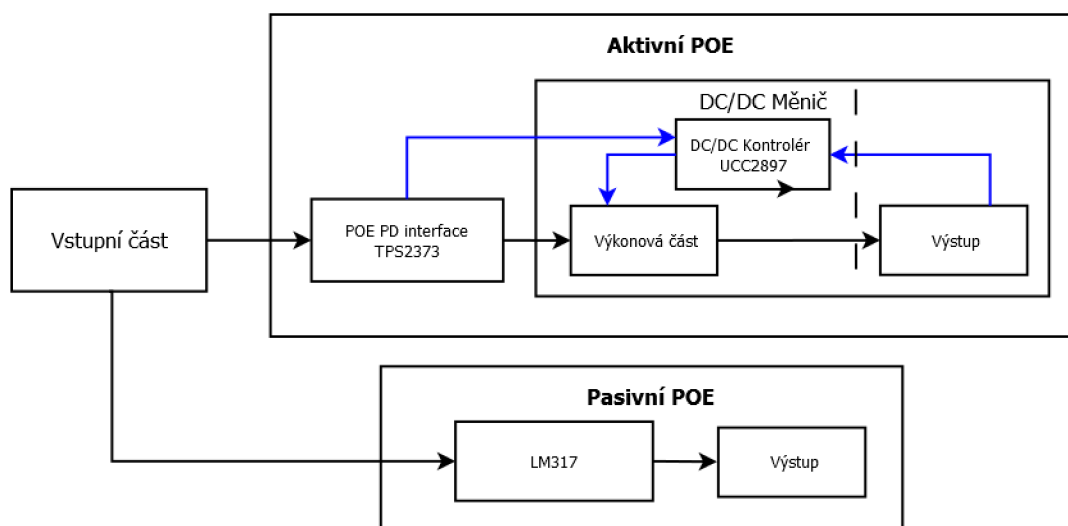 Aktivní POE
DC/DC Měnič
DC/DC Kontrolér
UCC2897
Vstupní část
POE PD interface
TPS2373
Výkonová část
Výstup
Pasivní POE
LM317
Výstup